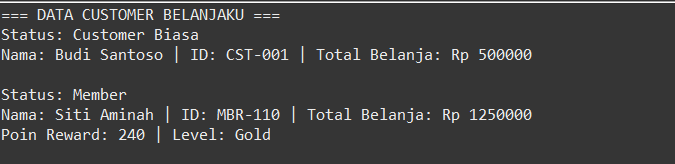 === DATA CUSTOMER BELANJAKU ===
Status: Customer Biasa
Nama: Budi Santoso | ID: CST-001 | Total Belanja: Rp 500000
Status: Member
Nama: Siti Aminah | ID: MBR-110 | Total Belanja: Rp 1250000
Poin Reward: 240 | Level: Gold